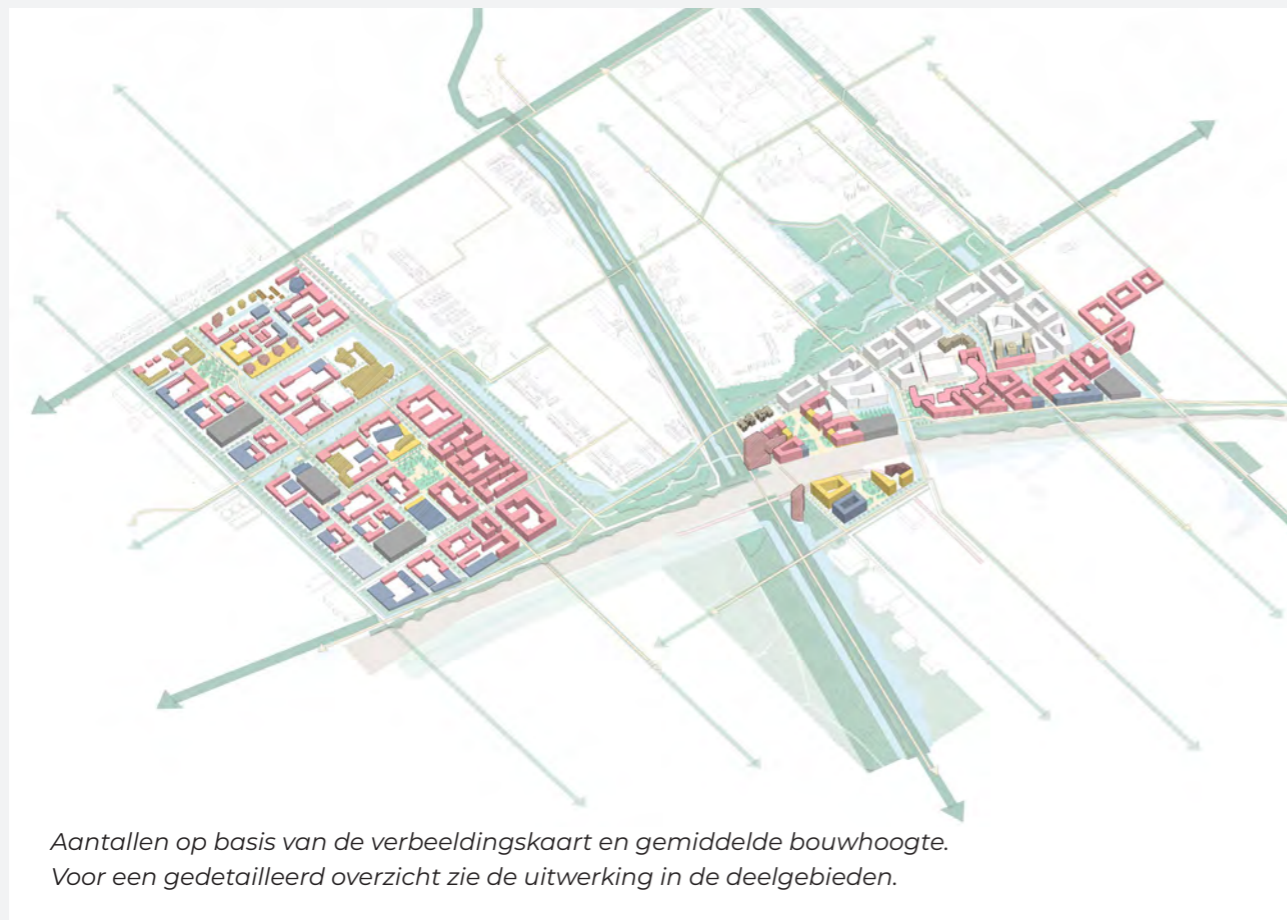 Aantallen op basis van de verbeeldingskaart en gemiddelde bouwhoogte.
Voor een gedetailleerd overzicht zie de uitwerking in de deelgebieden.